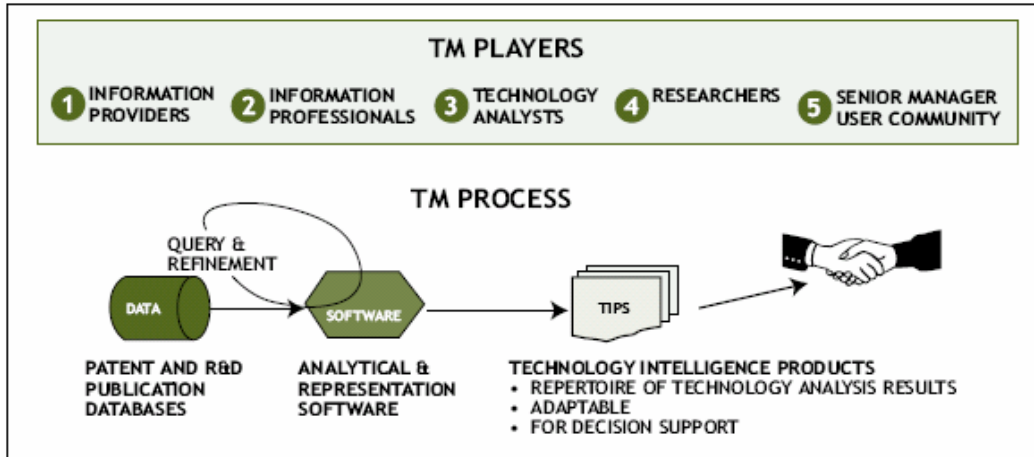 TM PLAYERS
1 INFORMATION PROVIDERS
2 INFORMATION PROFESSIONALS
3 TECHNOLOGY ANALYSTS
4 RESEARCHERS
5 SENIOR MANAGER USER COMMUNITY
TM PROCESS
QUERY &
REFINEMENT
DATA
SOFTWARE
TIPS
PATENT AND R&D
PUBLICATION
DATABASES
ANALYTICAL &
REPRESENTATION
SOFTWARE
TECHNOLOGY INTELLIGENCE PRODUCTS
• REPERTOIRE OF TECHNOLOGY ANALYSIS RESULTS
• ADAPTABLE
• FOR DECISION SUPPORT